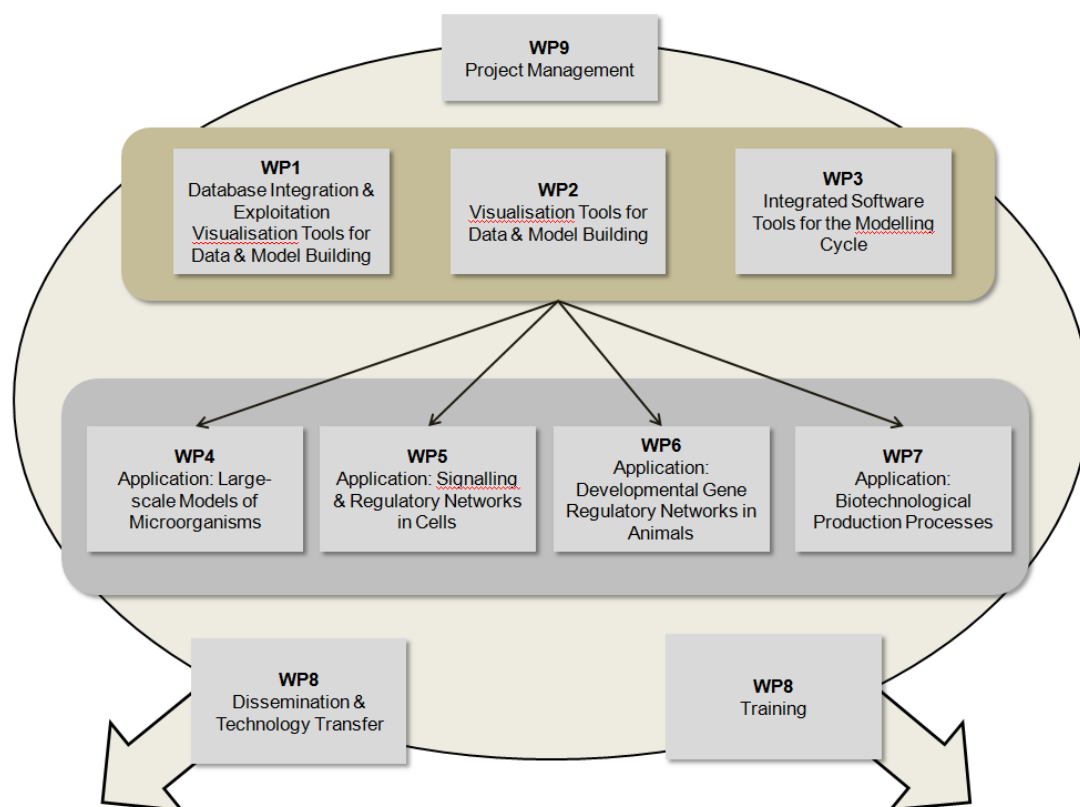 WP9
Project Management
WP1
Database Integration &
Exploitation
Visualisation Tools for
Data & Model Building
WP2
Visualisation Tools for
Data & Model Building
WP3
Integrated Software
Tools for the Modelling
Cycle
WP4
Application: Large-
scale Models of
Microorganisms
WP5
Application: Signalling
& Regulatory Networks
in Cells
WP6
Application:
Developmental Gene
Regulatory Networks in
Animals
WP7
Application:
Biotechnological
Production Processes
WP8
Dissemination &
Technology Transfer
WP8
Training